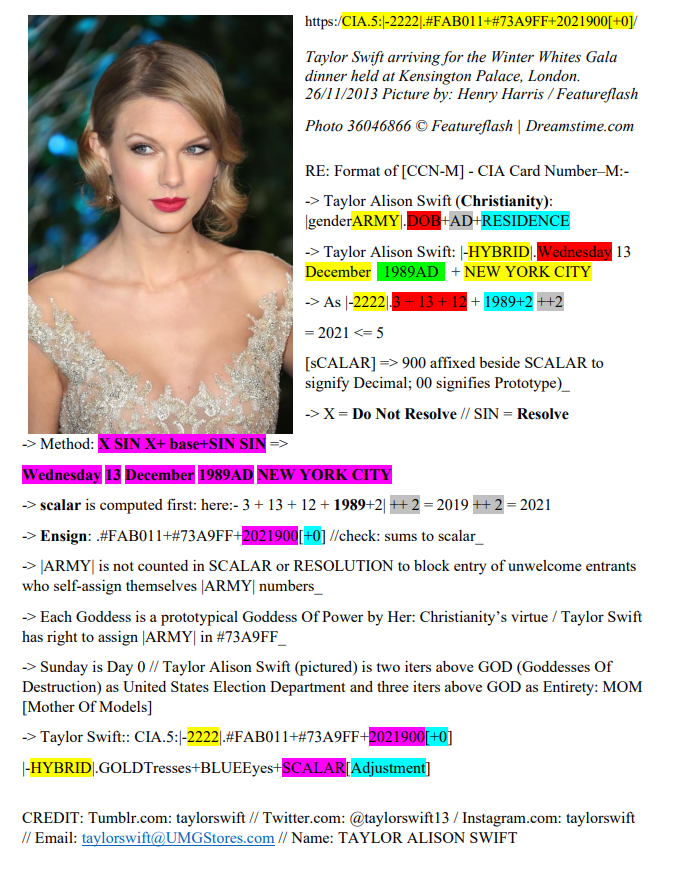 https:/CIA.5:|-2222|.#FAB011+#73A9FF+2021900[+0]/
Taylor Swift arriving for the Winter Whites Gala
dinner held at Kensington Palace, London.
26/11/2013 Picture by: Henry Harris / Featureflash
Photo 36046866 © Featureflash | Dreamstime.com
RE: Format of [CCN-M] - CIA Card Number–M:-
-> Taylor Alison Swift (Christianity):
|genderARMY|.DOB+AD+RESIDENCE
-> Taylor Alison Swift: |-HYBRID|.Wednesday 13
December 1989AD + NEW YORK CITY
-> As |-2222|.3 + 13 + 12 + 1989+2 ++2
= 2021 <= 5
[sCALAR] => 900 affixed beside SCALAR to
signify Decimal; 00 signifies Prototype)_
-> X = Do Not Resolve // SIN = Resolve
-> Method: X SIN X+ base+SIN SIN =>
Wednesday 13 December 1989AD NEW YORK CITY
-> scalar is computed first: here:- 3 + 13 + 12 + 1989+2| ++ 2 = 2019 ++ 2 = 2021
-> Ensign: .#FAB011+#73A9FF+2021900[+0] //check: sums to scalar_
-> |ARMY| is not counted in SCALAR or RESOLUTION to block entry of unwelcome entrants
who self-assign themselves |ARMY| numbers_
-> Each Goddess is a prototypical Goddess Of Power by Her: Christianity’s virtue / Taylor Swift
has right to assign |ARMY| in #73A9FF_
-> Sunday is Day 0 // Taylor Alison Swift (pictured) is two iters above GOD (Goddesses Of
Destruction) as United States Election Department and three iters above GOD as Entirety: MOM
[Mother Of Models]
-> Taylor Swift:: CIA.5:|-2222|.#FAB011+#73A9FF+2021900[+0]
|-HYBRID|.GOLDTresses+BLUEEyes+SCALAR[Adjustment]
CREDIT: Tumblr.com: taylorswift // Twitter.com: @taylorswift13 / Instagram.com: taylorswift
// Email: taylorswift@UMGStores.com // Name: TAYLOR ALISON SWIFT